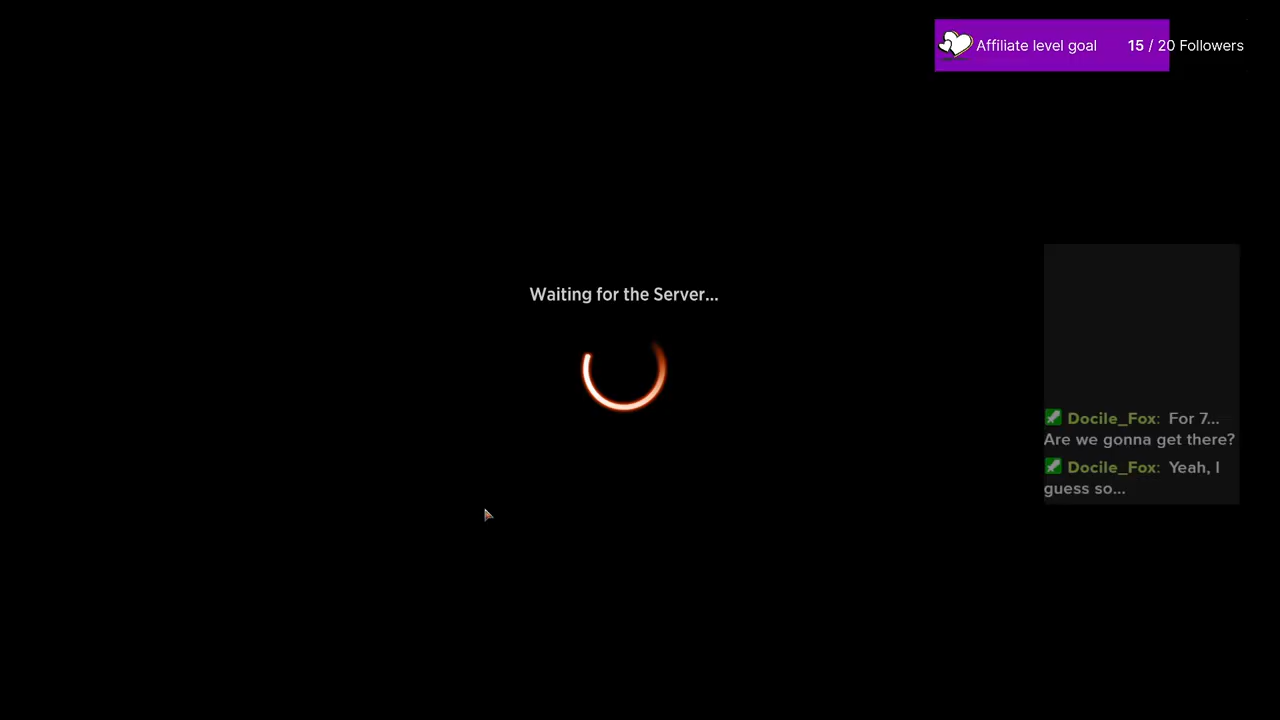 Affiliate level goal 15 / 20 Followers
Waiting for the Server...
Docile_Fox: For 7...
Are we gonna get there?
Docile_Fox: Yeah, I
guess so...